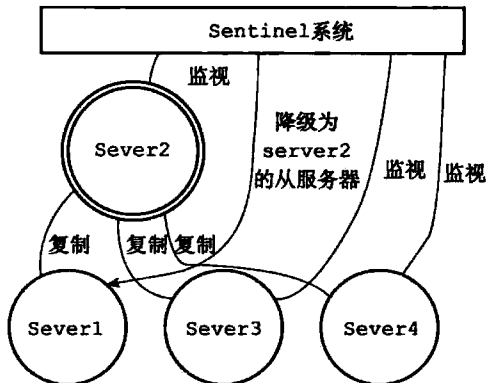 Sentinel系统
监视
降级为
server2
的从服务器
Sever2
监视
监视
复制
复制
复制
Sever1
Sever3
Sever4